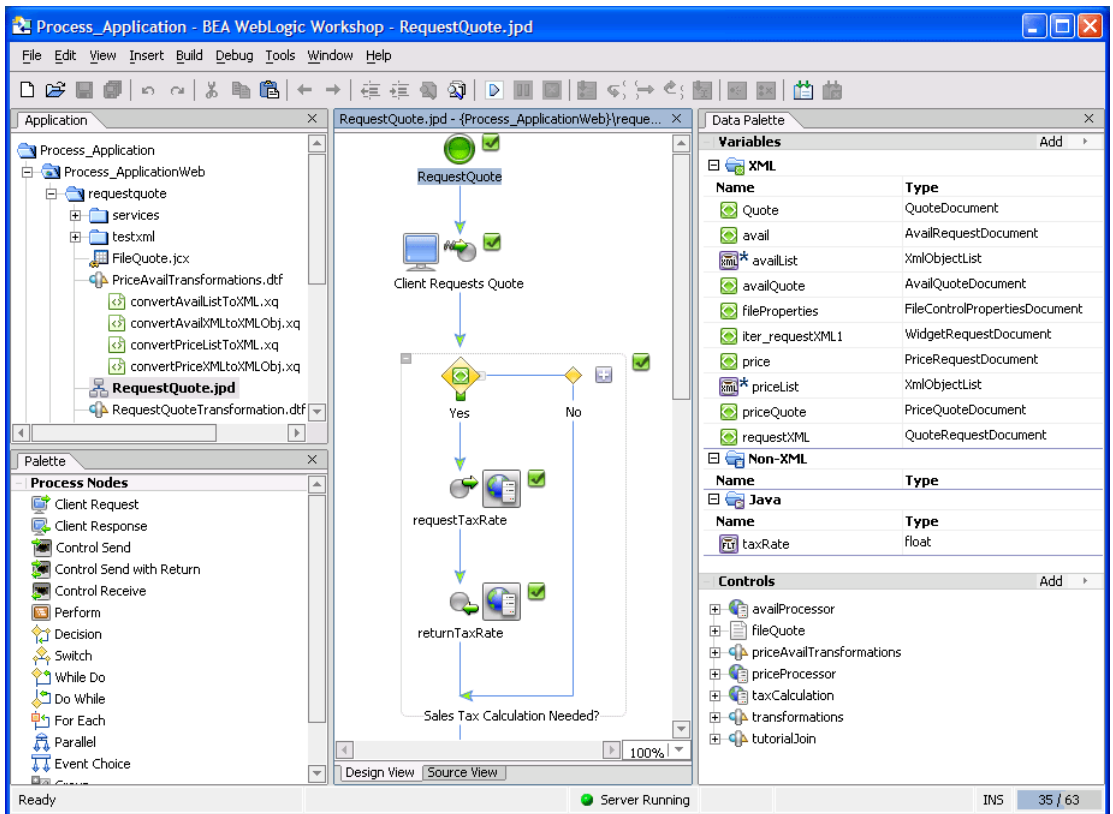 Process_Application - BEA WebLogic Workshop - RequestQuote.jpd
File Edit View Insert Build Debug Tools Window Help
Application
Process_Application
Process_ApplicationWeb
requestquote
services
testxml
FileQuote.jcx
PriceAvailTransformations.dtf
convertAvailListToXML.xq
convertAvailXMLtoXMLObj.xq
convertPriceListToXML.xq
convertPriceXMLtoXMLObj.xq
RequestQuote.jpd
RequestQuoteTransformation.dtf
Palette
Process Nodes
Client Request
Client Response
Control Send
Control Send with Return
Control Receive
Perform
Decision
Switch
While Do
Do While
For Each
Parallel
Event Choice
RequestQuote.jpd - {Process_ApplicationWeb}\reque...
RequestQuote
Client Requests Quote
Yes No
requestTaxRate
returnTaxRate
Sales Tax Calculation Needed?
100%
Design View Source View
Data Palette
Variables Add
XML
Name Type
Quote QuoteDocument
avail AvailRequestDocument
XML* availList XmlObjectList
availQuote AvailQuoteDocument
fileProperties FileControlPropertiesDocument
iter_requestXML1 WidgetRequestDocument
price PriceRequestDocument
XML* priceList XmlObjectList
priceQuote PriceQuoteDocument
requestXML QuoteRequestDocument
Non-XML
Name Type
Java
Name Type
FLT taxRate float
Controls Add
availProcessor
fileQuote
priceAvailTransformations
priceProcessor
taxCalculation
transformations
tutorialJoin
Ready Server Running INS 35 / 63